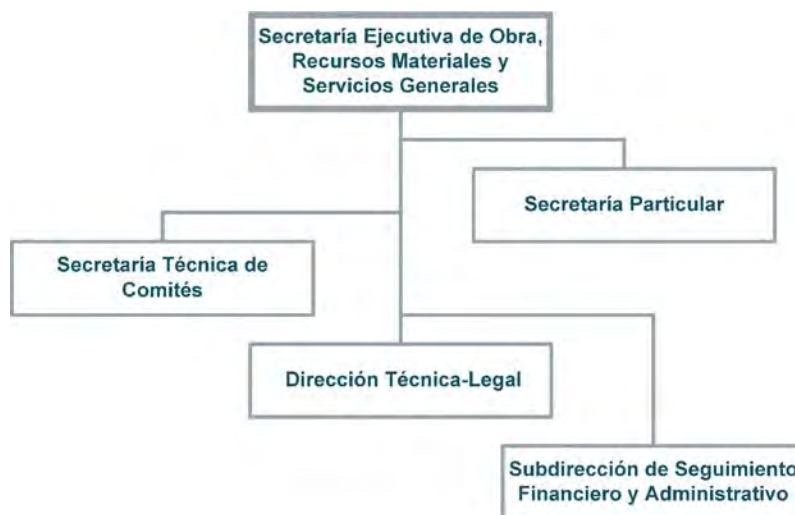 Secretaría Ejecutiva de Obra,
Recursos Materiales y
Servicios Generales
Secretaría Particular
Secretaría Técnica de
Comités
Dirección Técnica-Legal
Subdirección de Seguimiento
Financiero y Administrativo